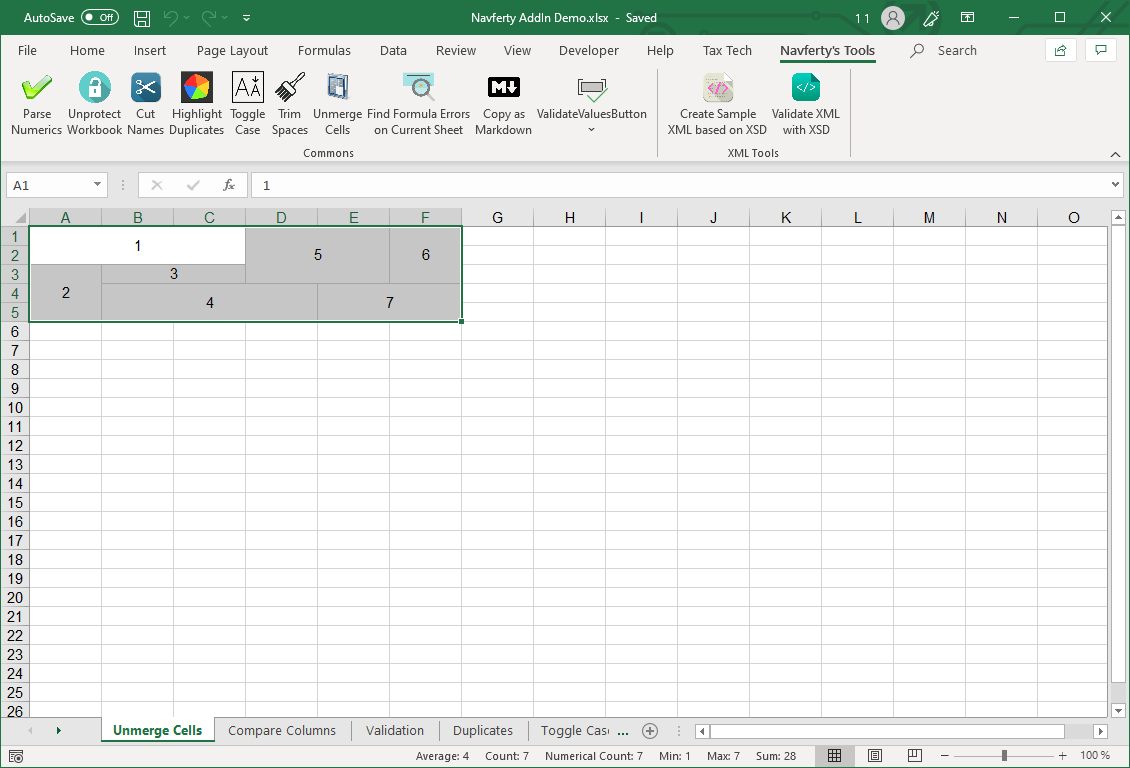 AutoSave Off Navferty AddIn Demo.xlsx - Saved 1 1
File Home Insert Page Layout Formulas Data Review View Developer Help Tax Tech Navferty's Tools Search
Parse Numerics
Unprotect Workbook
Cut Names
Highlight Duplicates
Toggle Case
Trim Spaces
Unmerge Cells
Find Formula Errors on Current Sheet
Copy as Markdown
ValidateValuesButton
Create Sample XML based on XSD
Validate XML with XSD
Commons XML Tools
A1 fx 1
A B C D E F G H I J K L M N O
1
2
3
4
5
6
7
8
9
10
11
12
13
14
15
16
17
18
19
20
21
22
23
24
25
26
1
5 6
3
2
4 7
Unmerge Cells Compare Columns Validation Duplicates Toggle Cas ...
Average: 4 Count: 7 Numerical Count: 7 Min: 1 Max: 7 Sum: 28 100 %